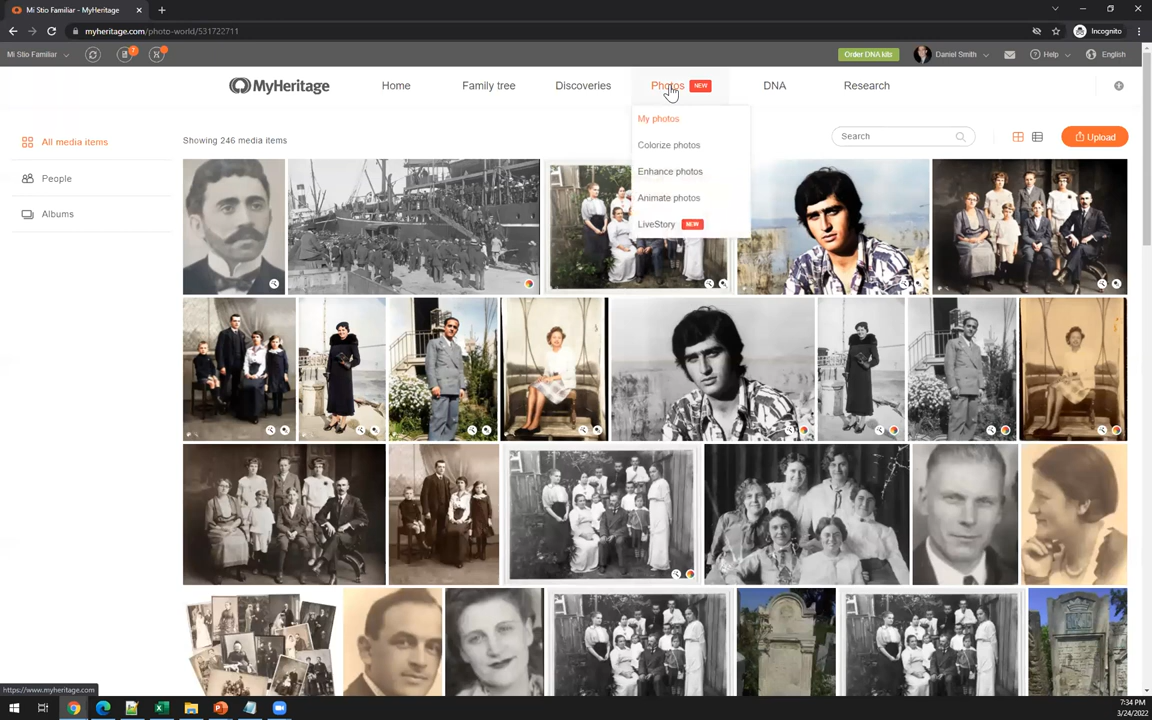 Mi Stio Familiar - MyHeritage
myheritage.com/photo-world/531722711
Incognito
Mi Stio Familiar
7
Order DNA kits
Daniel Smith
Help
English
MyHeritage
Home
Family tree
Discoveries
Photos NEW
DNA
Research
My photos
Colorize photos
Enhance photos
Animate photos
LiveStory NEW
All media items
People
Albums
Showing 246 media items
Search
Upload
https://www.myheritage.com
7:34 PM
3/24/2022